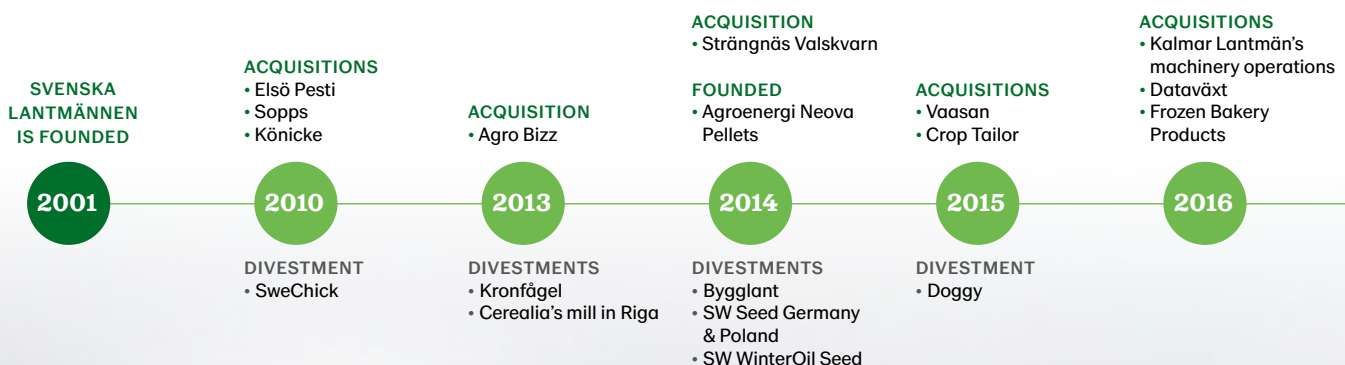 SVENSKA
LANTMÄNNEN
IS FOUNDED
2001
ACQUISITIONS
• Elsö Pesti
• Sopps
• Könicke
2010
DIVESTMENT
• SweChick
ACQUISITION
• Agro Bizz
2013
DIVESTMENTS
• Kronfågel
• Cerealia's mill in Riga
ACQUISITION
• Strängnäs Valskvarn
FOUNDED
• Agroenergi Neova
Pellets
2014
DIVESTMENTS
• Bygglant
• SW Seed Germany
& Poland
• SW WinterOil Seed
ACQUISITIONS
• Vaasan
• Crop Tailor
2015
DIVESTMENT
• Doggy
ACQUISITIONS
• Kalmar Lantmän's
machinery operations
• Dataväxt
• Frozen Bakery
Products
2016